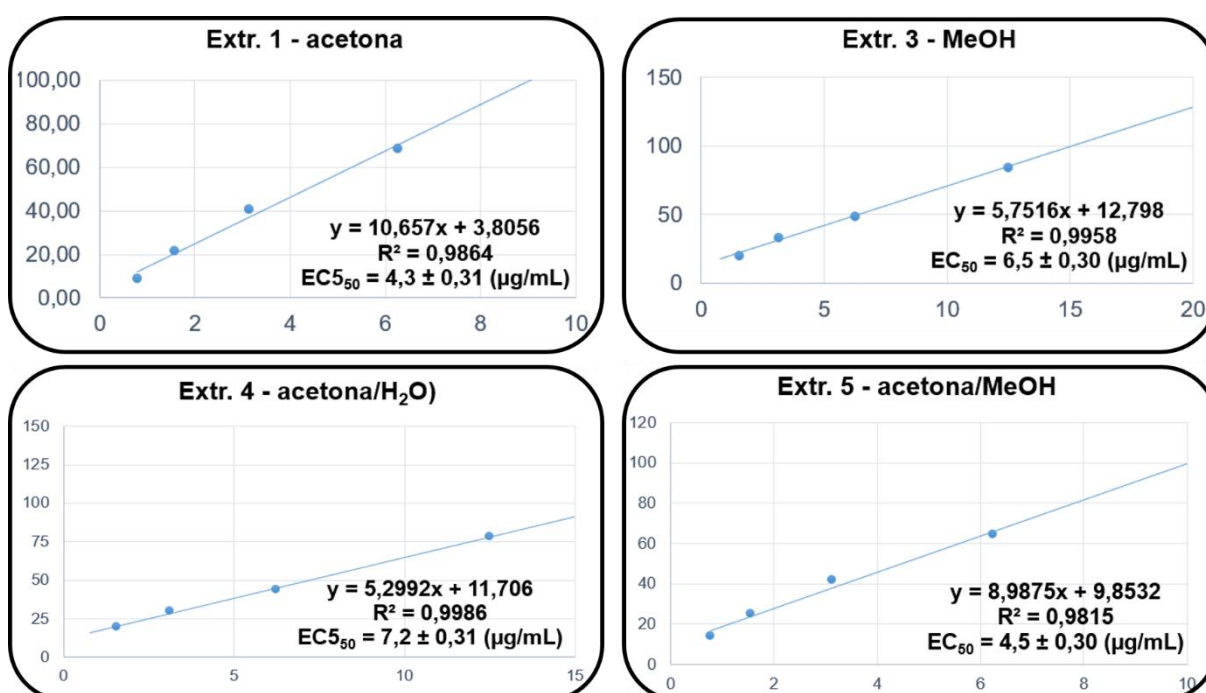 Extr. 1 - acetona
100,00
80,00
60,00
40,00
20,00
0,00
y = 10,657x + 3,8056
R² = 0,9864
EC5₅₀ = 4,3 ± 0,31 (µg/mL)
0 2 4 6 8 10
Extr. 3 - MeOH
150
100
50
0
y = 5,7516x + 12,798
R² = 0,9958
EC₅₀ = 6,5 ± 0,30 (µg/mL)
0 5 10 15 20
Extr. 4 - acetona/H₂O)
150
125
100
75
50
25
0
y = 5,2992x + 11,706
R² = 0,9986
EC5₅₀ = 7,2 ± 0,31 (µg/mL)
0 5 10 15
Extr. 5 - acetona/MeOH
120
100
80
60
40
20
0
y = 8,9875x + 9,8532
R² = 0,9815
EC₅₀ = 4,5 ± 0,30 (µg/mL)
0 2 4 6 8 10